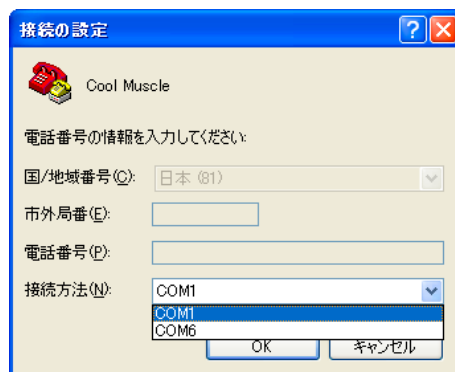 接続の設定
Cool Muscle
電話番号の情報を入力してください:
国/地域番号(C): 日本 (81)
市外局番(E):
電話番号(P):
接続方法(N): COM1
COM1
COM6
OK キャンセル